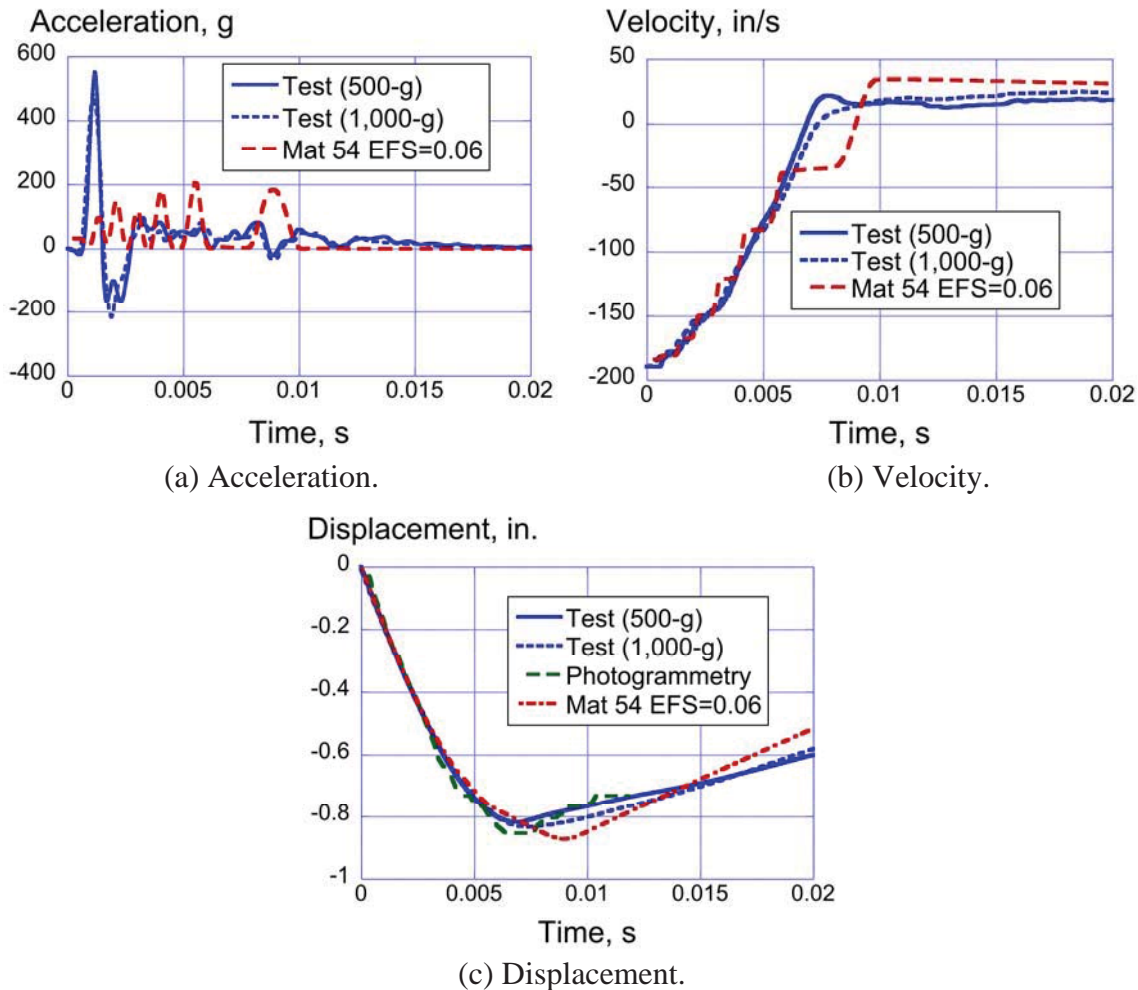 Acceleration, g
600
400
200
0
-200
-400
0 0.005 0.01 0.015 0.02
Test (500-g)
Test (1,000-g)
Mat 54 EFS=0.06
Time, s
(a) Acceleration.
Velocity, in/s
50
0
-50
-100
-150
-200
0 0.005 0.01 0.015 0.02
Test (500-g)
Test (1,000-g)
Mat 54 EFS=0.06
Time, s
(b) Velocity.
Displacement, in.
0
-0.2
-0.4
-0.6
-0.8
-1
0 0.005 0.01 0.015 0.02
Test (500-g)
Test (1,000-g)
Photogrammetry
Mat 54 EFS=0.06
Time, s
(c) Displacement.